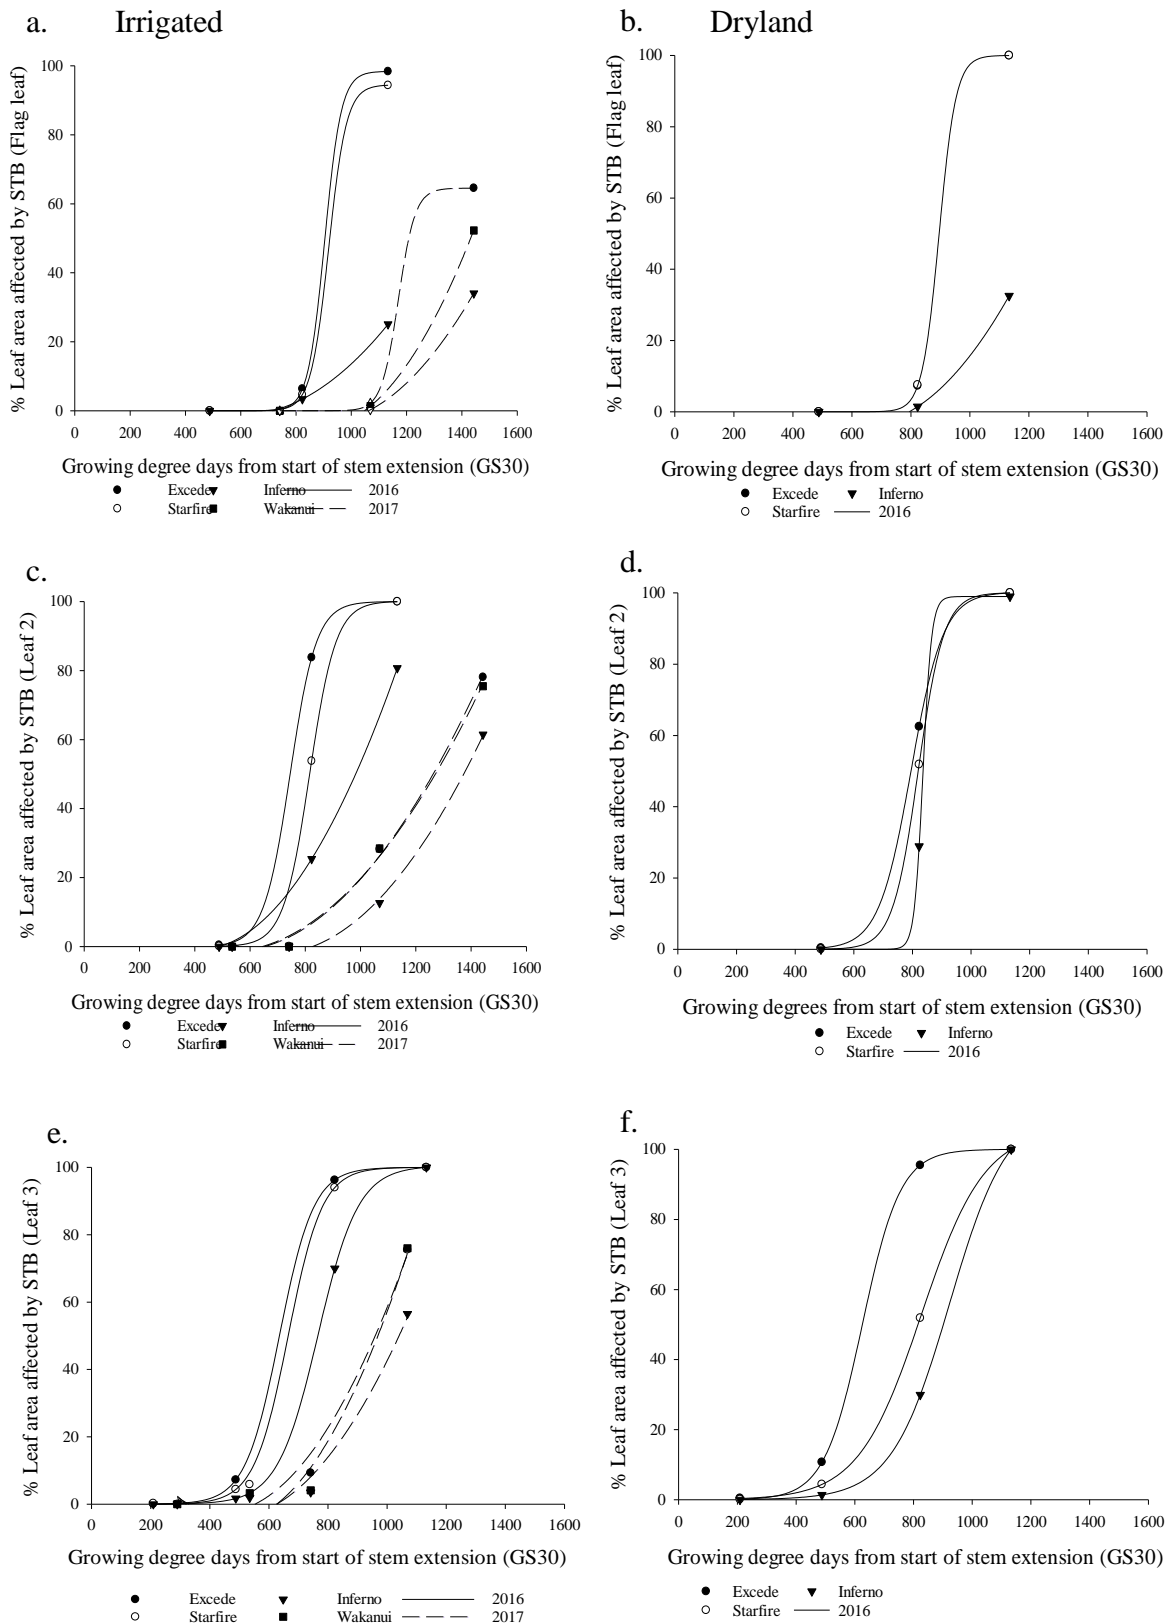 a. Irrigated
% Leaf area affected by STB (Flag leaf)
100
80
60
40
20
0
0 200 400 600 800 1000 1200 1400 1600
Growing degree days from start of stem extension (GS30)
Excede Inferno 2016
Starfire Wakanui 2017
b. Dryland
% Leaf area affected by STB (Flag leaf)
100
80
60
40
20
0
0 200 400 600 800 1000 1200 1400 1600
Growing degree days from start of stem extension (GS30)
Excede Inferno
Starfire 2016
c.
% Leaf area affected by STB (Leaf 2)
100
80
60
40
20
0
0 200 400 600 800 1000 1200 1400 1600
Growing degree days from start of stem extension (GS30)
Excede Inferno 2016
Starfire Wakanui 2017
d.
% Leaf area affected by STB (Leaf 2)
100
80
60
40
20
0
0 200 400 600 800 1000 1200 1400 1600
Growing degrees from start of stem extension (GS30)
Excede Inferno
Starfire 2016
e.
% Leaf area affected by STB (Leaf 3)
100
80
60
40
20
0
0 200 400 600 800 1000 1200 1400 1600
Growing degree days from start of stem extension (GS30)
Excede Inferno 2016
Starfire Wakanui 2017
f.
% Leaf area affected by STB (Leaf 3)
100
80
60
40
20
0
0 200 400 600 800 1000 1200 1400 1600
Growing degree days from start of stem extension (GS30)
Excede Inferno
Starfire 2016